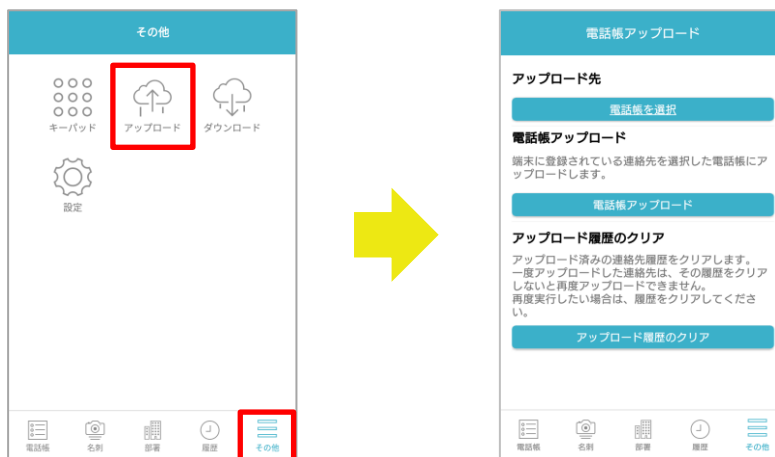 その他
キーパッド
アップロード
ダウンロード
設定
電話帳
名刺
部署
履歴
その他
電話帳アップロード
アップロード先
電話帳を選択
電話帳アップロード
端末に登録されている連絡先を選択した電話帳にア
ップロードします。
電話帳アップロード
アップロード履歴のクリア
アップロード済みの連絡先履歴をクリアします。
一度アップロードした連絡先は、その履歴をクリア
しないと再度アップロードできません。
再度実行したい場合は、履歴をクリアしてくださ
い。
アップロード履歴のクリア
電話帳
名刺
部署
履歴
その他